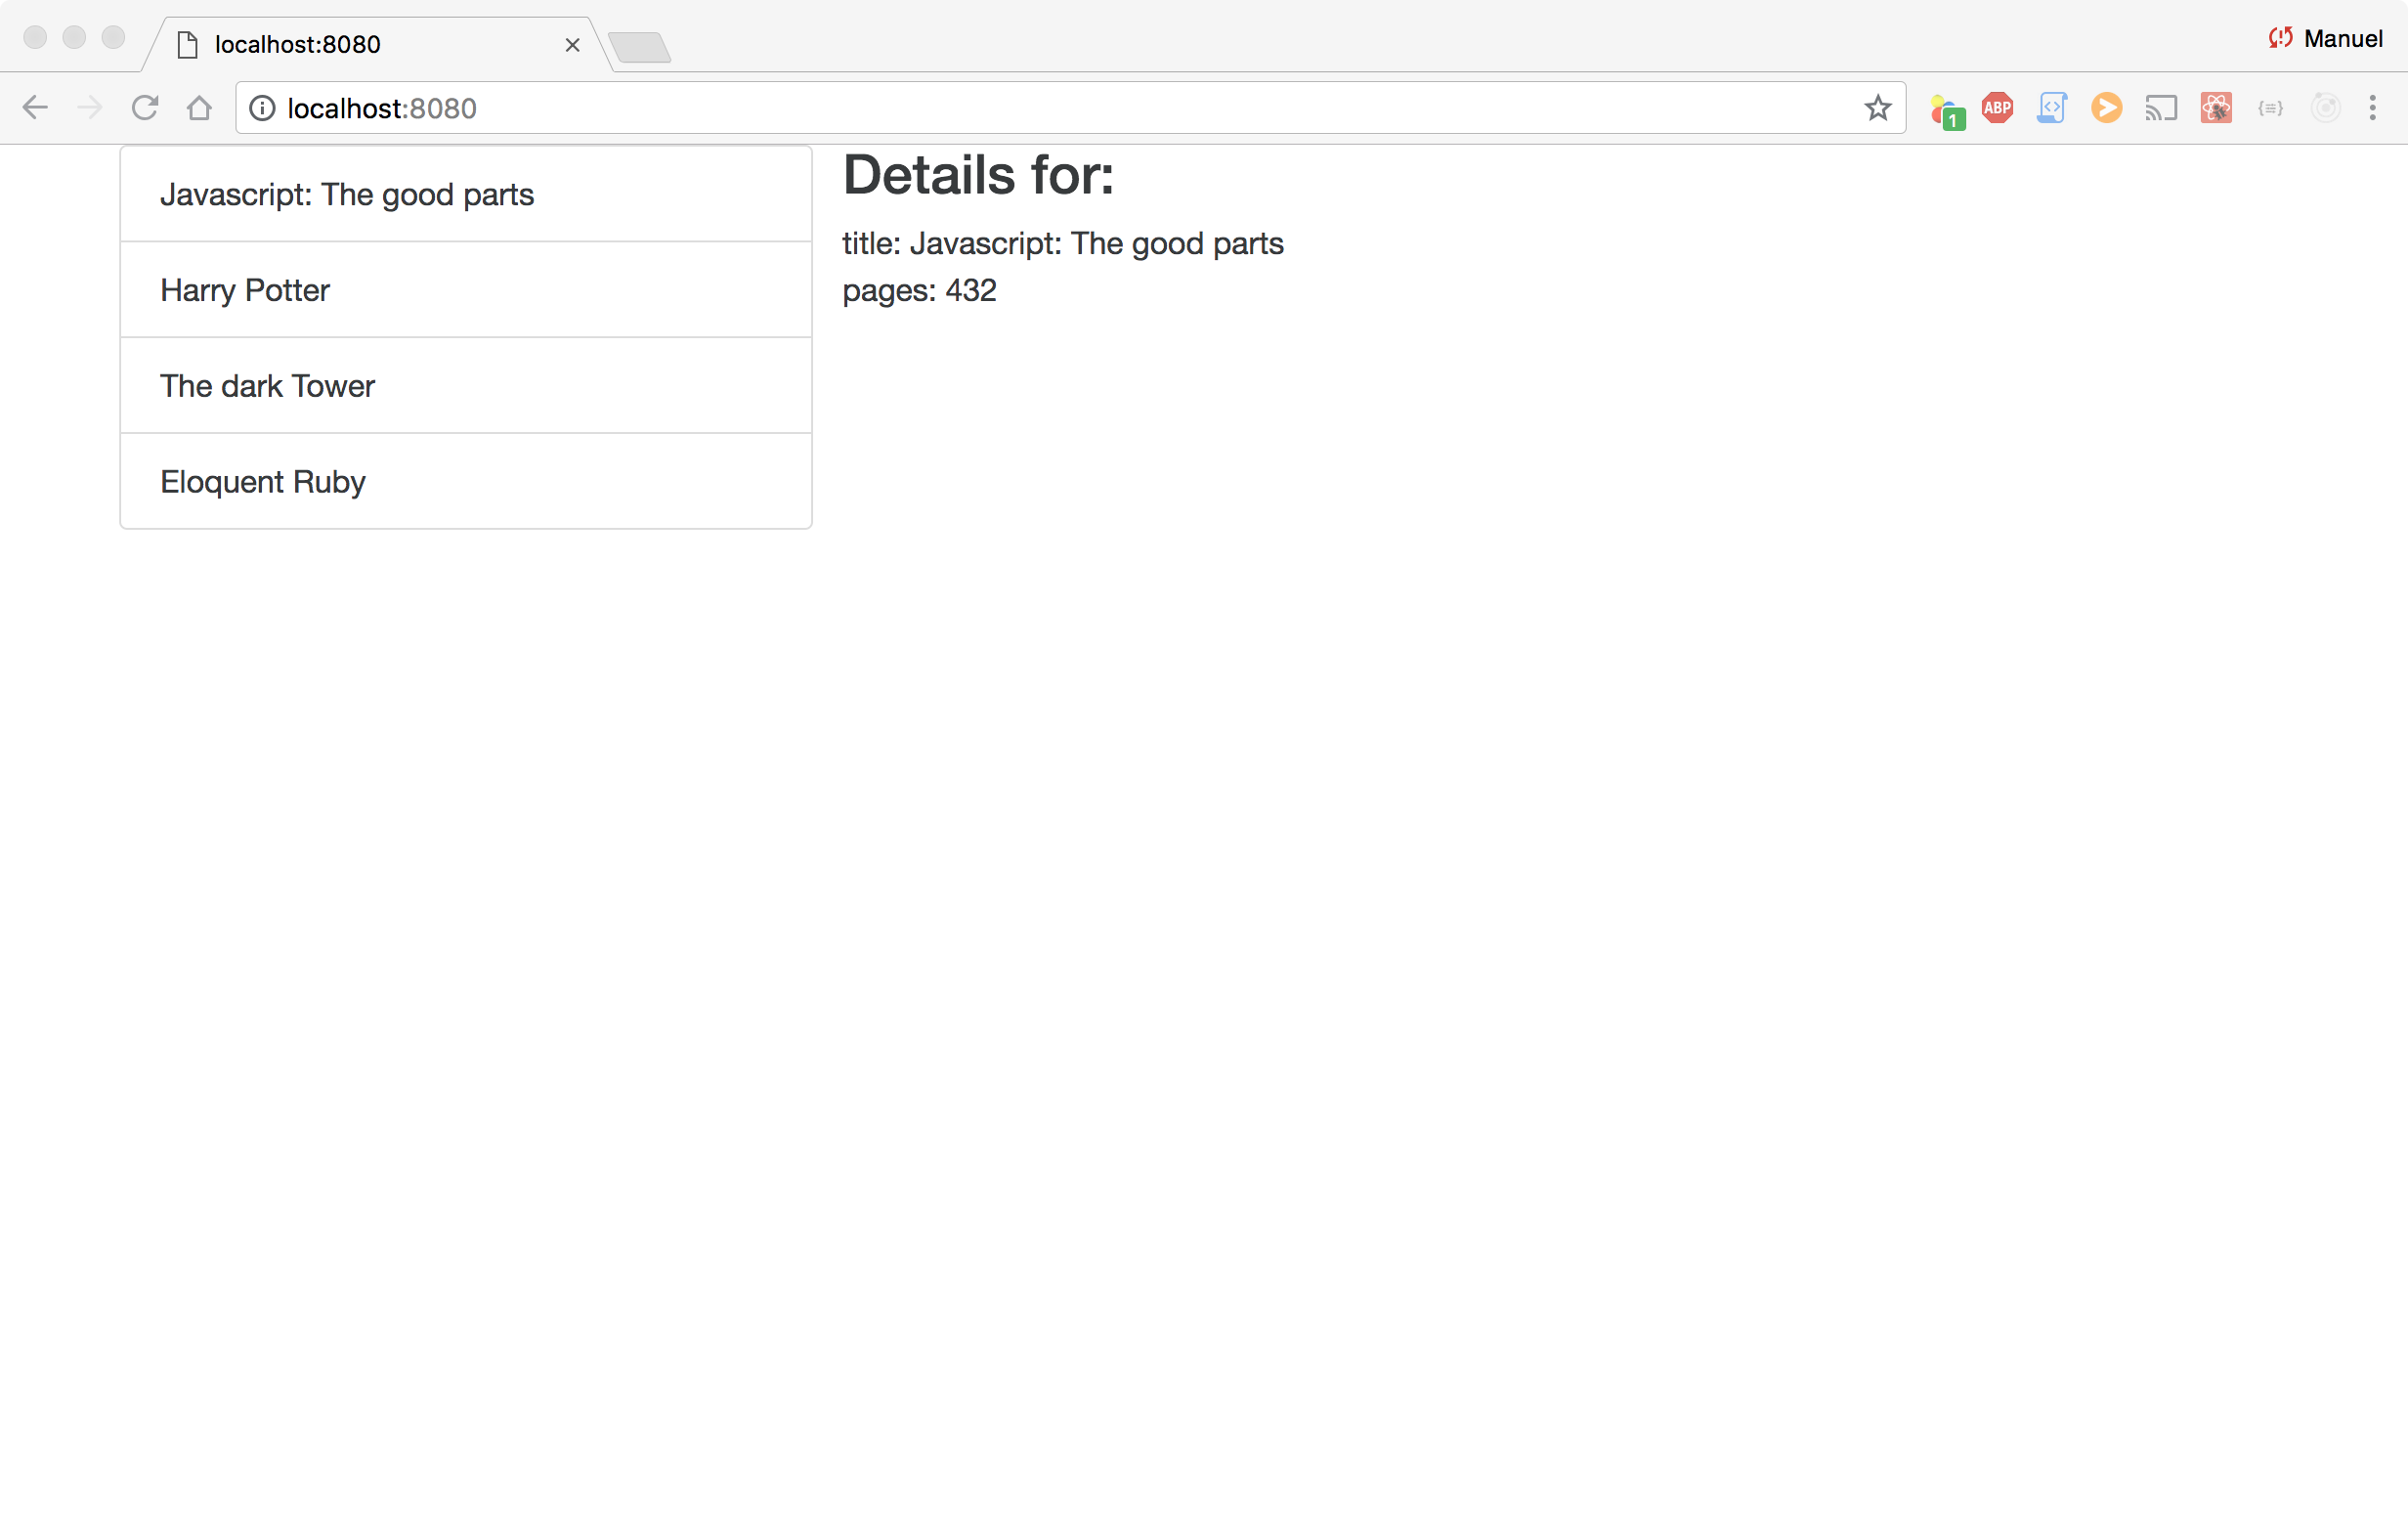 localhost:8080
Manuel
localhost:8080
1
ABP
Javascript: The good parts
Harry Potter
The dark Tower
Eloquent Ruby
Details for:
title: Javascript: The good parts
pages: 432